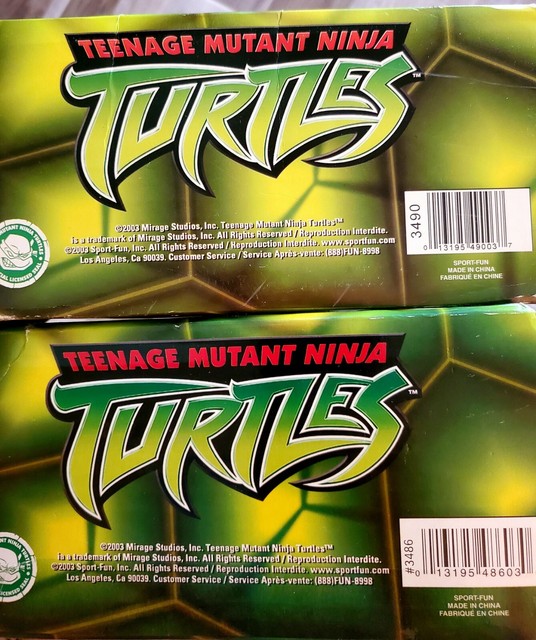 TEENAGE MUTANT NINJA
TURTLES™
©2003 Mirage Studios, Inc. Teenage Mutant Ninja Turtles™
is a trademark of Mirage Studios, Inc. All Rights Reserved / Reproduction Interdite.
©2003 Sport-Fun, Inc. All Rights Reserved / Reproduction Interdite. www.sportfun.com
Los Angeles, Ca 90039. Customer Service / Service Après-vente: (888)FUN-8998
3490
0 13195 49003 7
SPORT-FUN
MADE IN CHINA
FABRIQUÉ EN CHINE
TEENAGE MUTANT NINJA
TURTLES™
©2003 Mirage Studios, Inc. Teenage Mutant Ninja Turtles™
is a trademark of Mirage Studios, Inc. All Rights Reserved / Reproduction Interdite.
©2003 Sport-Fun, Inc. All Rights Reserved / Reproduction Interdite. www.sportfun.com
Los Angeles, Ca 90039. Customer Service / Service Après-vente: (888)FUN-8998
#3486
0 13195 48603
SPORT-FUN
MADE IN CHINA
FABRIQUÉ EN CHINE